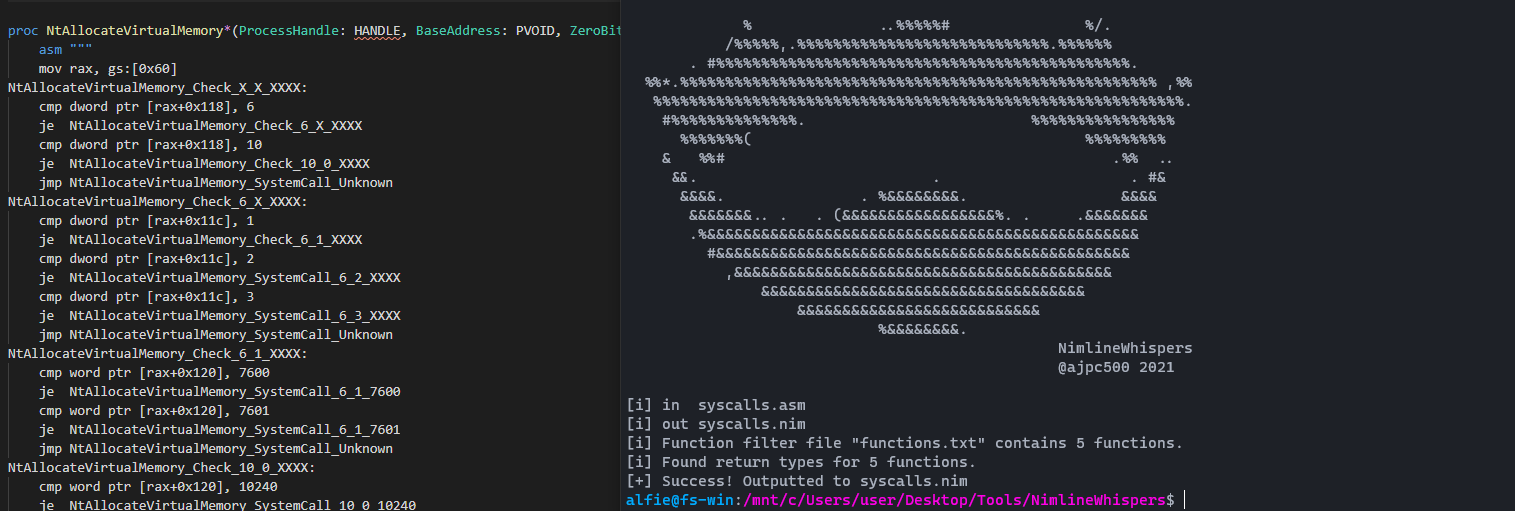 proc NtAllocateVirtualMemory*(ProcessHandle: HANDLE, BaseAddress: PVOID, ZeroBit
    asm """
    mov rax, gs:[0x60]
NtAllocateVirtualMemory_Check_X_X_XXXX:
    cmp dword ptr [rax+0x118], 6
    je  NtAllocateVirtualMemory_Check_6_X_XXXX
    cmp dword ptr [rax+0x118], 10
    je  NtAllocateVirtualMemory_Check_10_0_XXXX
    jmp NtAllocateVirtualMemory_SystemCall_Unknown
NtAllocateVirtualMemory_Check_6_X_XXXX:
    cmp dword ptr [rax+0x11c], 1
    je  NtAllocateVirtualMemory_Check_6_1_XXXX
    cmp dword ptr [rax+0x11c], 2
    je  NtAllocateVirtualMemory_SystemCall_6_2_XXXX
    cmp dword ptr [rax+0x11c], 3
    je  NtAllocateVirtualMemory_SystemCall_6_3_XXXX
    jmp NtAllocateVirtualMemory_SystemCall_Unknown
NtAllocateVirtualMemory_Check_6_1_XXXX:
    cmp word ptr [rax+0x120], 7600
    je  NtAllocateVirtualMemory_SystemCall_6_1_7600
    cmp word ptr [rax+0x120], 7601
    je  NtAllocateVirtualMemory_SystemCall_6_1_7601
    jmp NtAllocateVirtualMemory_SystemCall_Unknown
NtAllocateVirtualMemory_Check_10_0_XXXX:
    cmp word ptr [rax+0x120], 10240
    je  NtAllocateVirtualMemory_SystemCall_10_0_10240
NimlineWhispers
@ajpc500 2021
[i] in  syscalls.asm
[i] out syscalls.nim
[i] Function filter file "functions.txt" contains 5 functions.
[i] Found return types for 5 functions.
[+] Success! Outputted to syscalls.nim
alfie@fs-win:/mnt/c/Users/user/Desktop/Tools/NimlineWhispers$